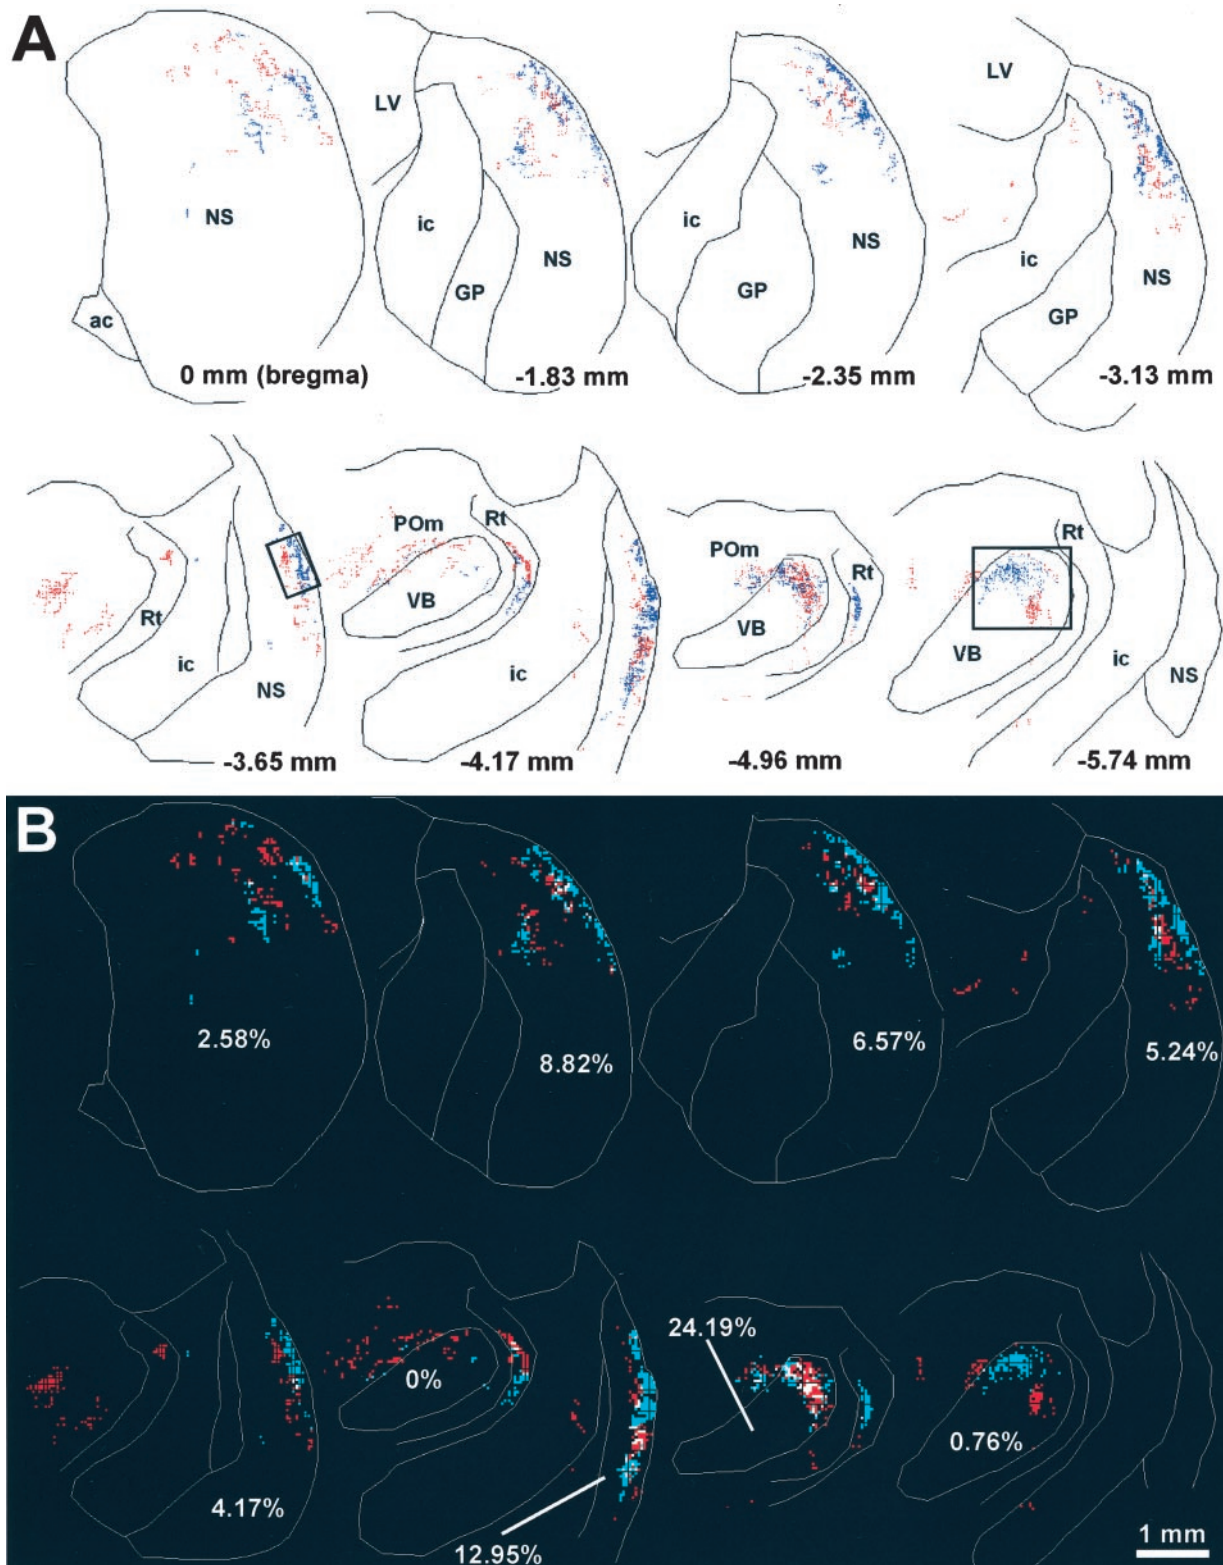 A
LV
LV
NS
ic
NS
GP
ic
NS
GP
ic
NS
GP
ac
0 mm (bregma)
-1.83 mm
-2.35 mm
-3.13 mm
POm
Rt
VB
Rt
ic
NS
ic
POm
Rt
VB
Rt
VB
ic
NS
-3.65 mm
-4.17 mm
-4.96 mm
-5.74 mm
B
2.58%
8.82%
6.57%
5.24%
24.19%
0%
0.76%
4.17%
12.95%
1 mm